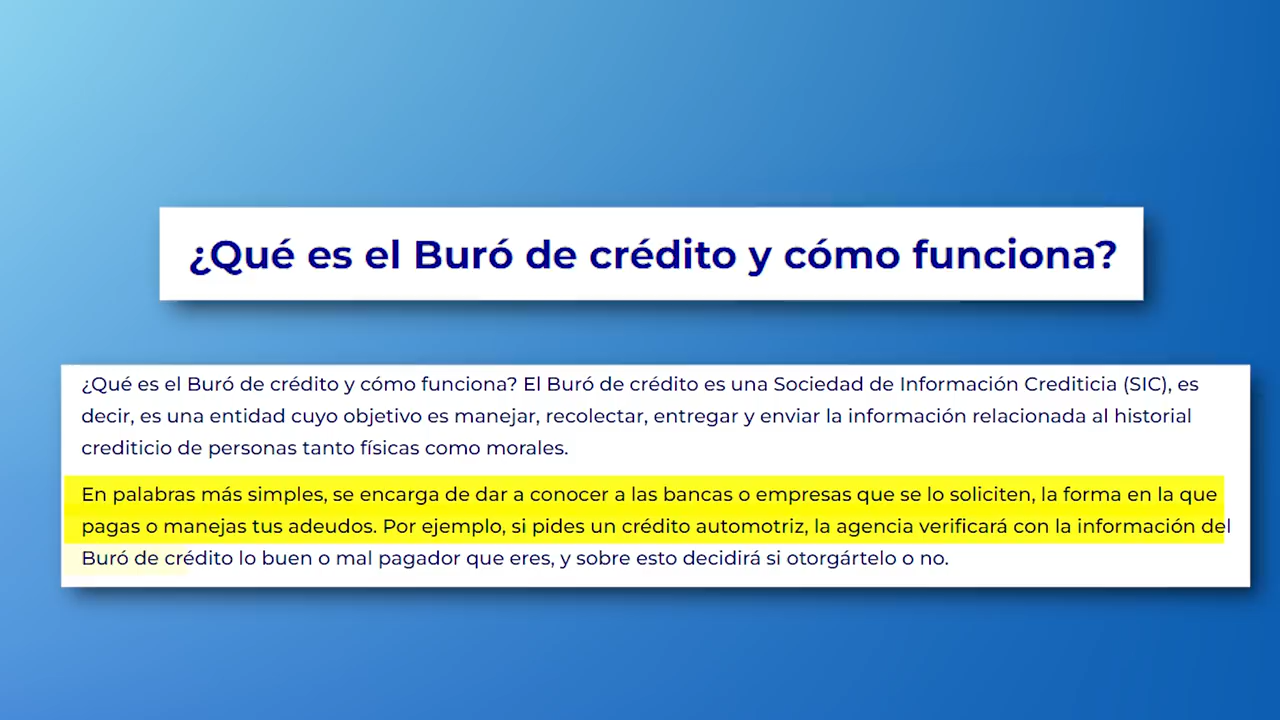 ¿Qué es el Buró de crédito y cómo funciona?
¿Qué es el Buró de crédito y cómo funciona? El Buró de crédito es una Sociedad de Información Crediticia (SIC), es
decir, es una entidad cuyo objetivo es manejar, recolectar, entregar y enviar la información relacionada al historial
crediticio de personas tanto físicas como morales.
En palabras más simples, se encarga de dar a conocer a las bancas o empresas que se lo soliciten, la forma en la que
pagas o manejas tus adeudos. Por ejemplo, si pides un crédito automotriz, la agencia verificará con la información del
Buró de crédito lo buen o mal pagador que eres, y sobre esto decidirá si otorgártelo o no.